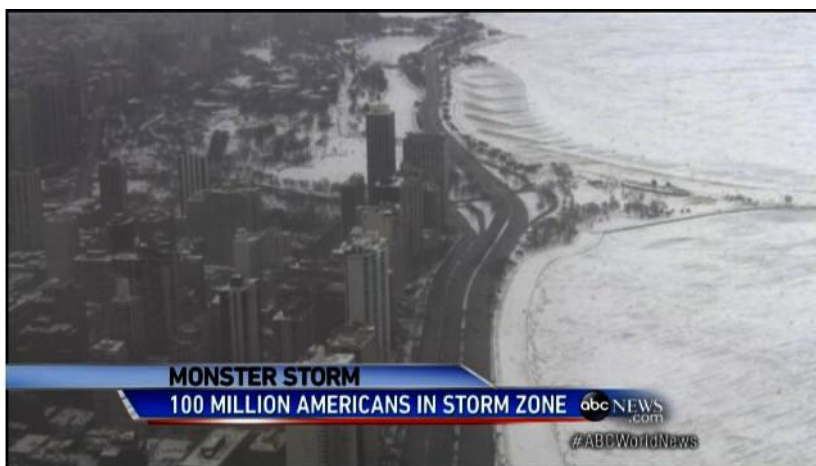 MONSTER STORM
100 MILLION AMERICANS IN STORM ZONE
abc NEWS
.com
#ABCWorldNews